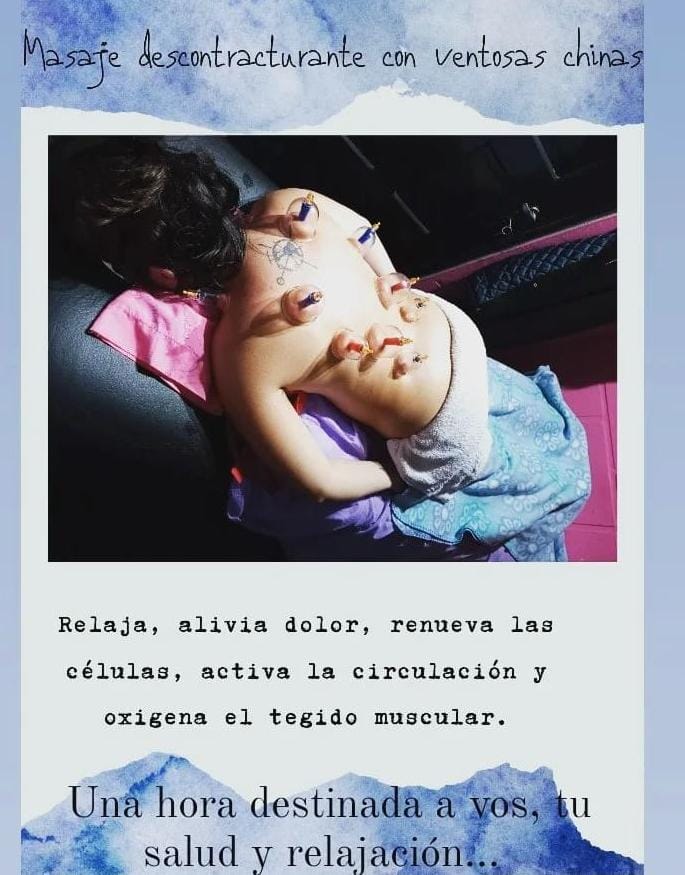 Masaje descontracturante con ventosas chinas
Relaja, alivia dolor, renueva las
células, activa la circulación y
oxigena el tegido muscular.
Una hora destinada a vos, tu
salud y relajación...